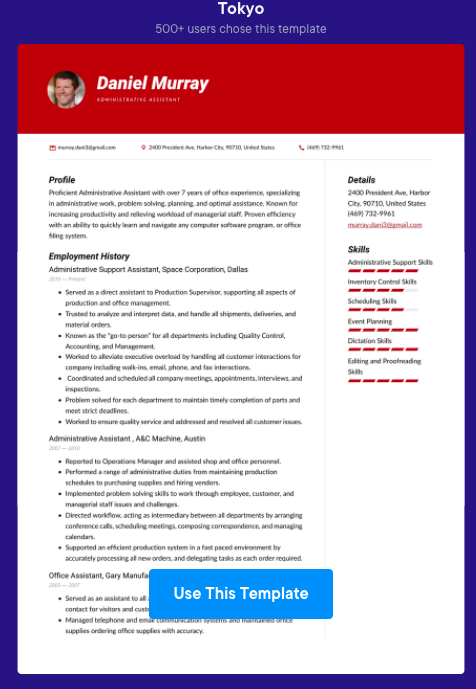 Tokyo
500+ users chose this template
Daniel Murray
ADMINISTRATIVE ASSISTANT
murray.dani3@gmail.com
2400 President Ave, Harbor City, 90710, United States
(469) 732-9961
Profile
Proficient Administrative Assistant with over 7 years of office experience, specializing
in administrative work, problem solving, planning, and optimal assistance. Known for
increasing productivity and relieving workload of managerial staff. Proven efficiency
with an ability to quickly learn and navigate any computer software program, or office
filing system.
Employment History
Administrative Support Assistant, Space Corporation, Dallas
2010 — Present
Served as a direct assistant to Production Supervisor, supporting all aspects of
production and office management.
Trusted to analyze and interpret data, and handle all shipments, deliveries, and
material orders.
Known as the "go-to person" for all departments including Quality Control,
Accounting, and Management.
Worked to alleviate executive overload by handling all customer interactions for
company including walk-ins, email, phone, and fax interactions.
Coordinated and scheduled all company meetings, appointments, interviews, and
inspections.
Problem solved for each department to maintain timely completion of parts and
meet strict deadlines.
Worked to ensure quality service and addressed and resolved all customer issues.
Administrative Assistant , A&C Machine, Austin
2007 — 2010
Reported to Operations Manager and assisted shop and office personnel.
Performed a range of administrative duties from maintaining production
schedules to purchasing supplies and hiring vendors.
Implemented problem solving skills to work through employee, customer, and
managerial staff issues and challenges.
Directed workflow, acting as intermediary between all departments by arranging
conference calls, scheduling meetings, composing correspondence, and managing
calendars.
Supported an efficient production system in a fast paced environment by
accurately processing all new orders, and delegating tasks as each order required.
Office Assistant, Gary Manufa
2005 — 2007
Served as an assistant to all
contact for visitors and cust
Managed telephone and email communication systems and maintained office
supplies ordering office supplies with accuracy.
Details
2400 President Ave, Harbor
City, 90710, United States
(469) 732-9961
murray.dani3@gmail.com
Skills
Administrative Support Skills
Inventory Control Skills
Scheduling Skills
Event Planning
Dictation Skills
Editing and Proofreading
Skills
Use This Template